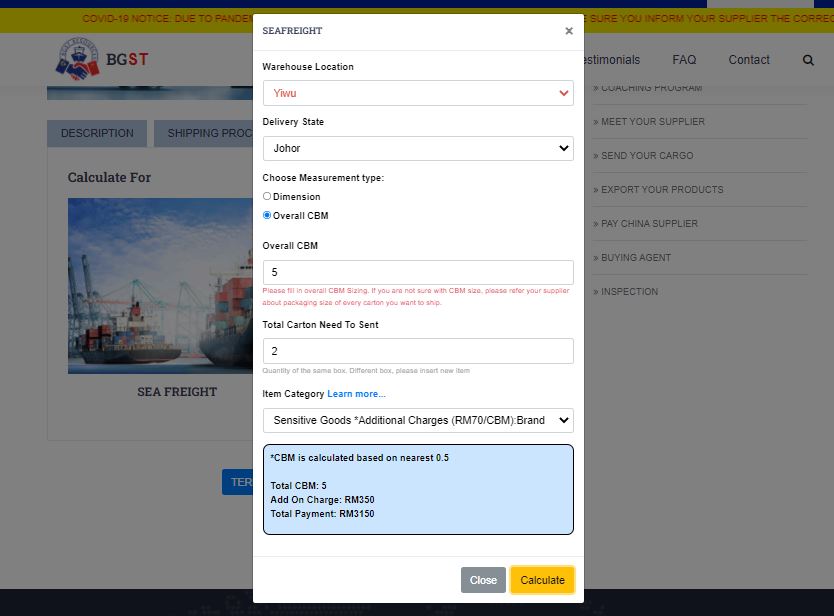 COVID-19 NOTICE: DUE TO PANDEM
SURE YOU INFORM YOUR SUPPLIER THE CORREC
BGST
estimonials
FAQ
Contact
SEAFREIGHT
×
Warehouse Location
Yiwu
Delivery State
Johor
Choose Measurement type:
Dimension
Overall CBM
Overall CBM
5
Please fill in overall CBM Sizing. If you are not sure with CBM size, please refer your supplier
about packaging size of every carton you want to ship.
Total Carton Need To Sent
2
Quantity of the same box. Different box, please insert new item
Item Category Learn more...
Sensitive Goods *Additional Charges (RM70/CBM):Brand
*CBM is calculated based on nearest 0.5
Total CBM: 5
Add On Charge: RM350
Total Payment: RM3150
Close
Calculate
DESCRIPTION
SHIPPING PROC
Calculate For
SEA FREIGHT
TER
» COACHING PROGRAM
» MEET YOUR SUPPLIER
» SEND YOUR CARGO
» EXPORT YOUR PRODUCTS
» PAY CHINA SUPPLIER
» BUYING AGENT
» INSPECTION